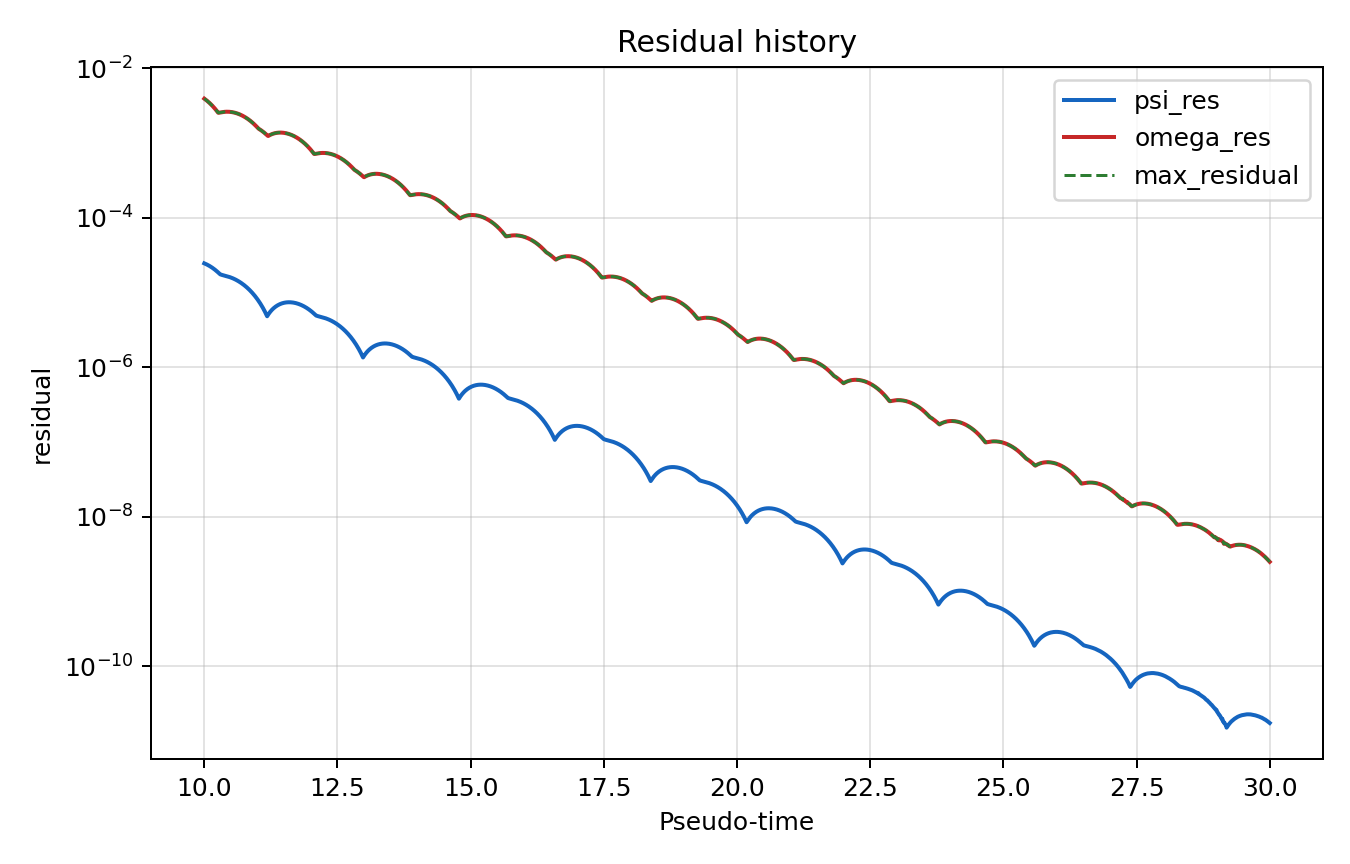 Residual history
10⁻²
10⁻⁴
10⁻⁶
10⁻⁸
10⁻¹⁰
residual
psi_res
omega_res
max_residual
10.0 12.5 15.0 17.5 20.0 22.5 25.0 27.5 30.0
Pseudo-time